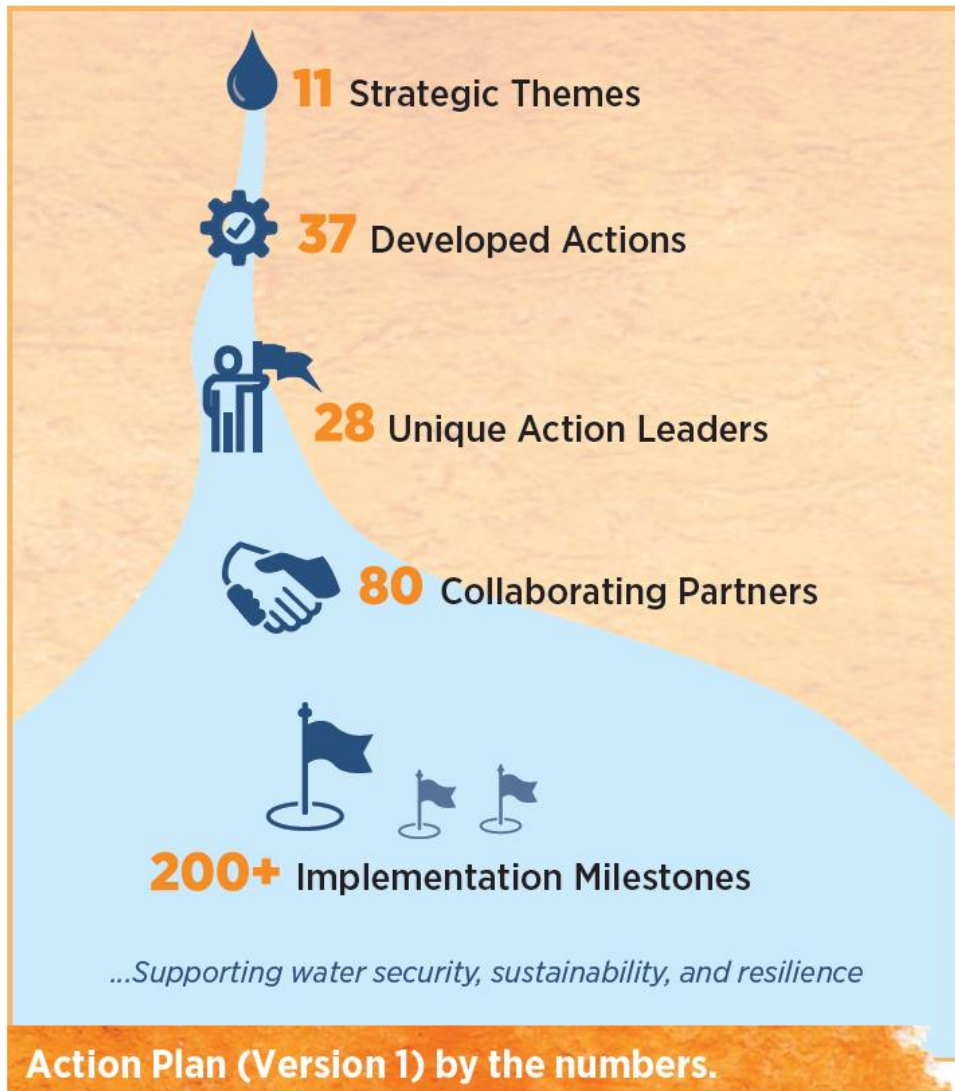 11 Strategic Themes
37 Developed Actions
28 Unique Action Leaders
80 Collaborating Partners
200+ Implementation Milestones
...Supporting water security, sustainability, and resilience
Action Plan (Version 1) by the numbers.